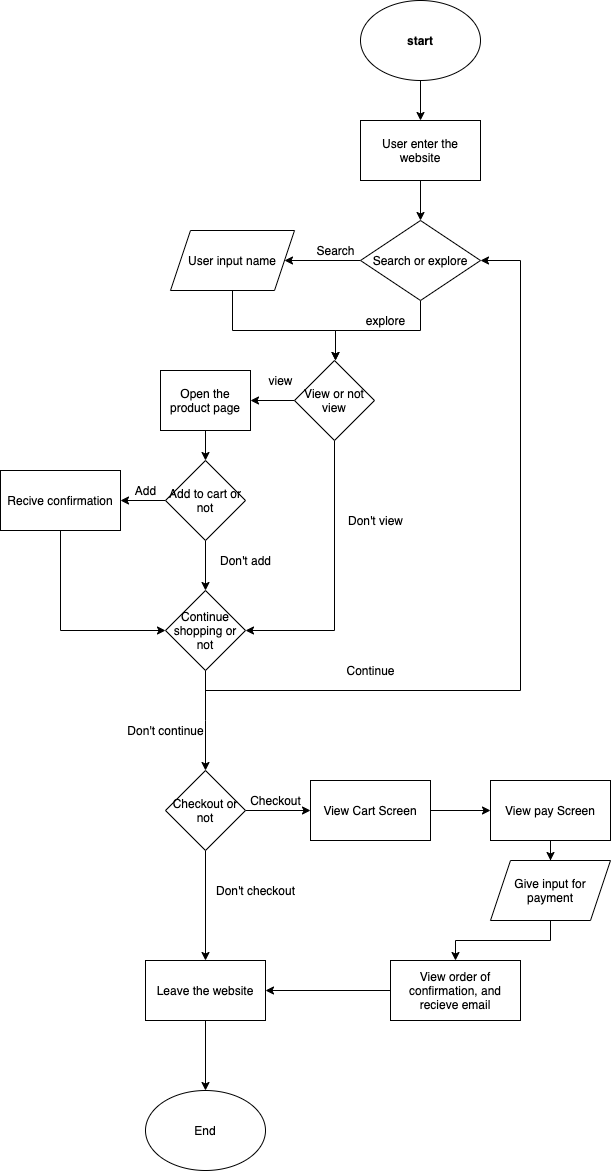 start
User enter the
website
Search
User input name
Search or explore
explore
view
View or not
view
Open the
product page
Add
Add to cart or
not
Recive confirmation
Don't view
Don't add
Continue
shopping or
not
Continue
Don't continue
Checkout or
not
Checkout
View Cart Screen
View pay Screen
Give input for
payment
Don't checkout
View order of
confirmation, and
recieve email
Leave the website
End